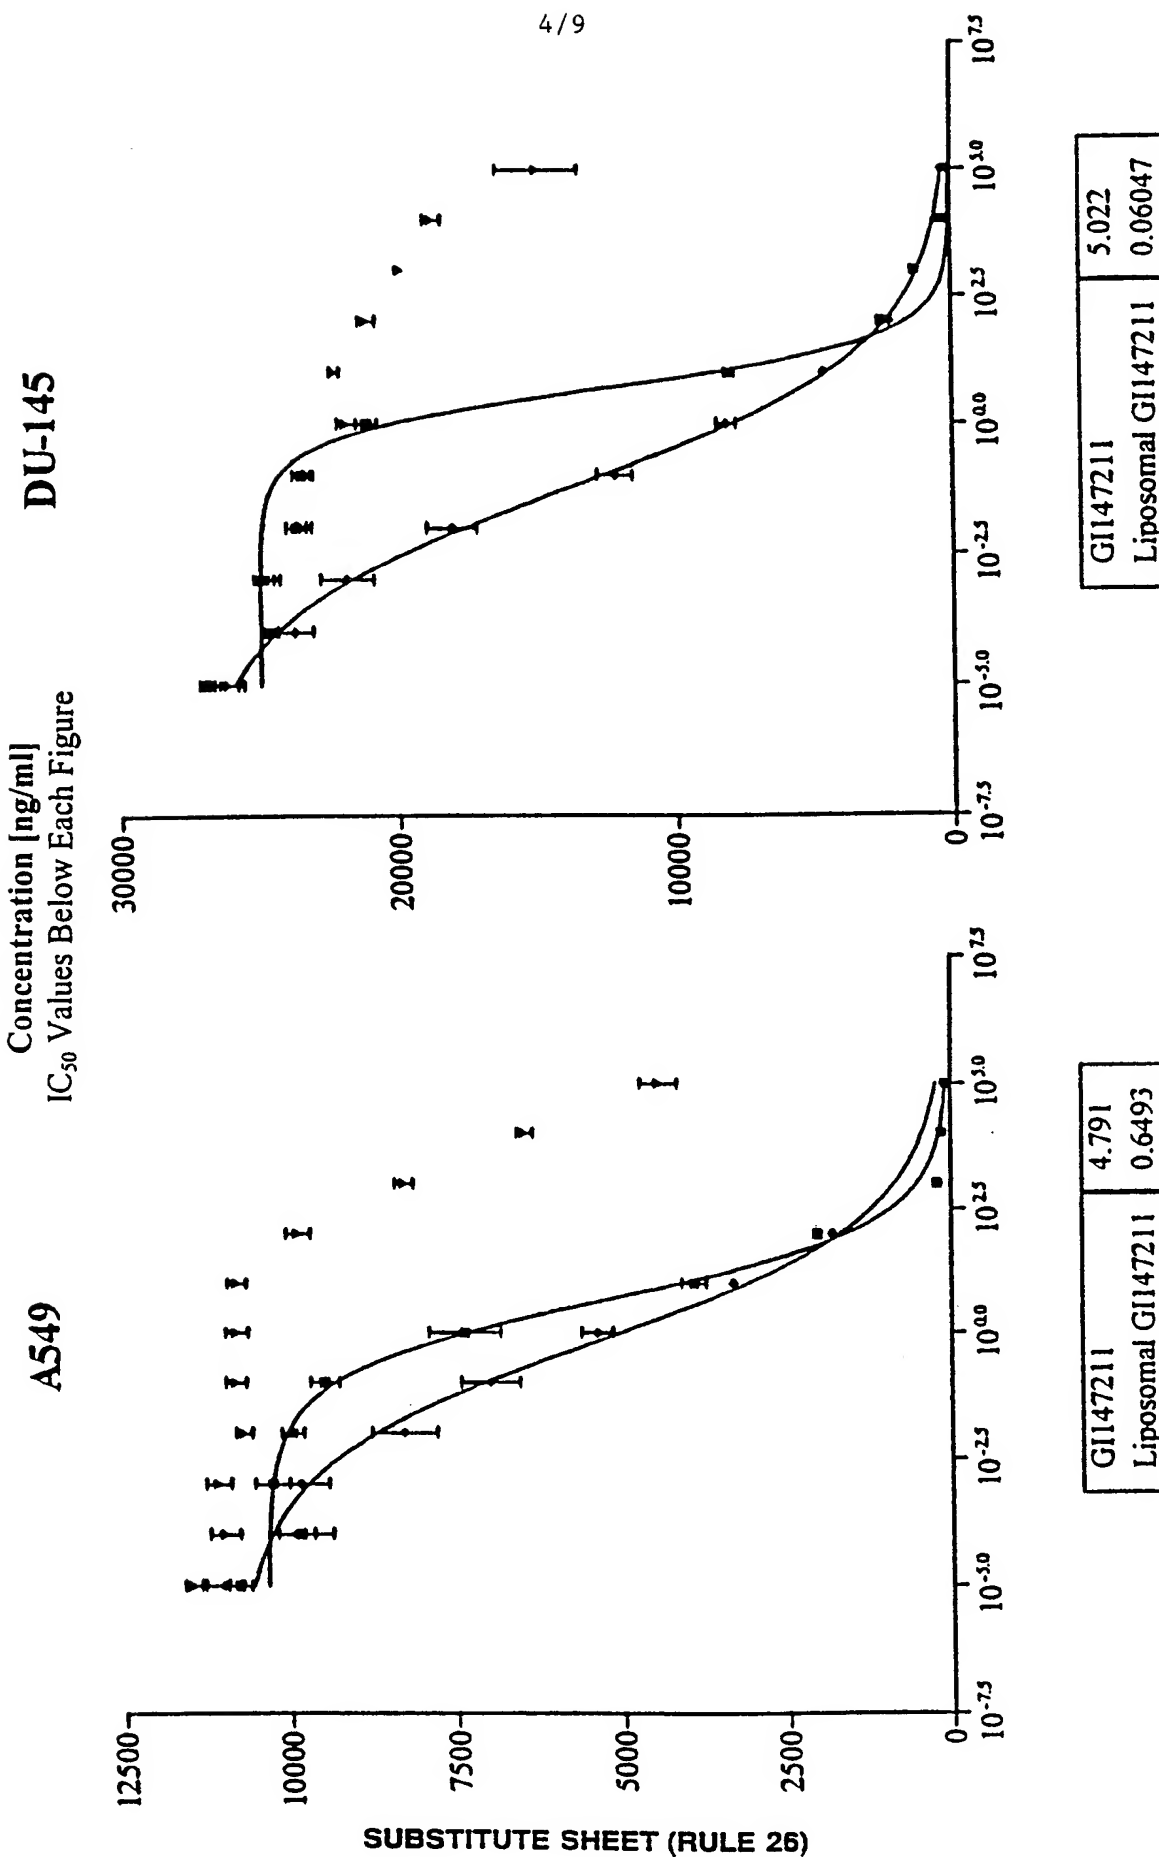 4/9
Concentration [ng/ml]
IC₅₀ Values Below Each Figure
A549
12500
10000
7500
5000
2500
0
10⁻⁷·⁵
10⁻⁵·⁰
10⁻²·⁵
10⁰·⁰
10²·⁵
10⁵·⁰
10⁷·⁵
GI147211 4.791
Liposomal GI147211 0.6493
DU-145
30000
20000
10000
0
10⁻⁷·⁵
10⁻⁵·⁰
10⁻²·⁵
10⁰·⁰
10²·⁵
10⁵·⁰
10⁷·⁵
GI147211 5.022
Liposomal GI147211 0.06047
SUBSTITUTE SHEET (RULE 26)